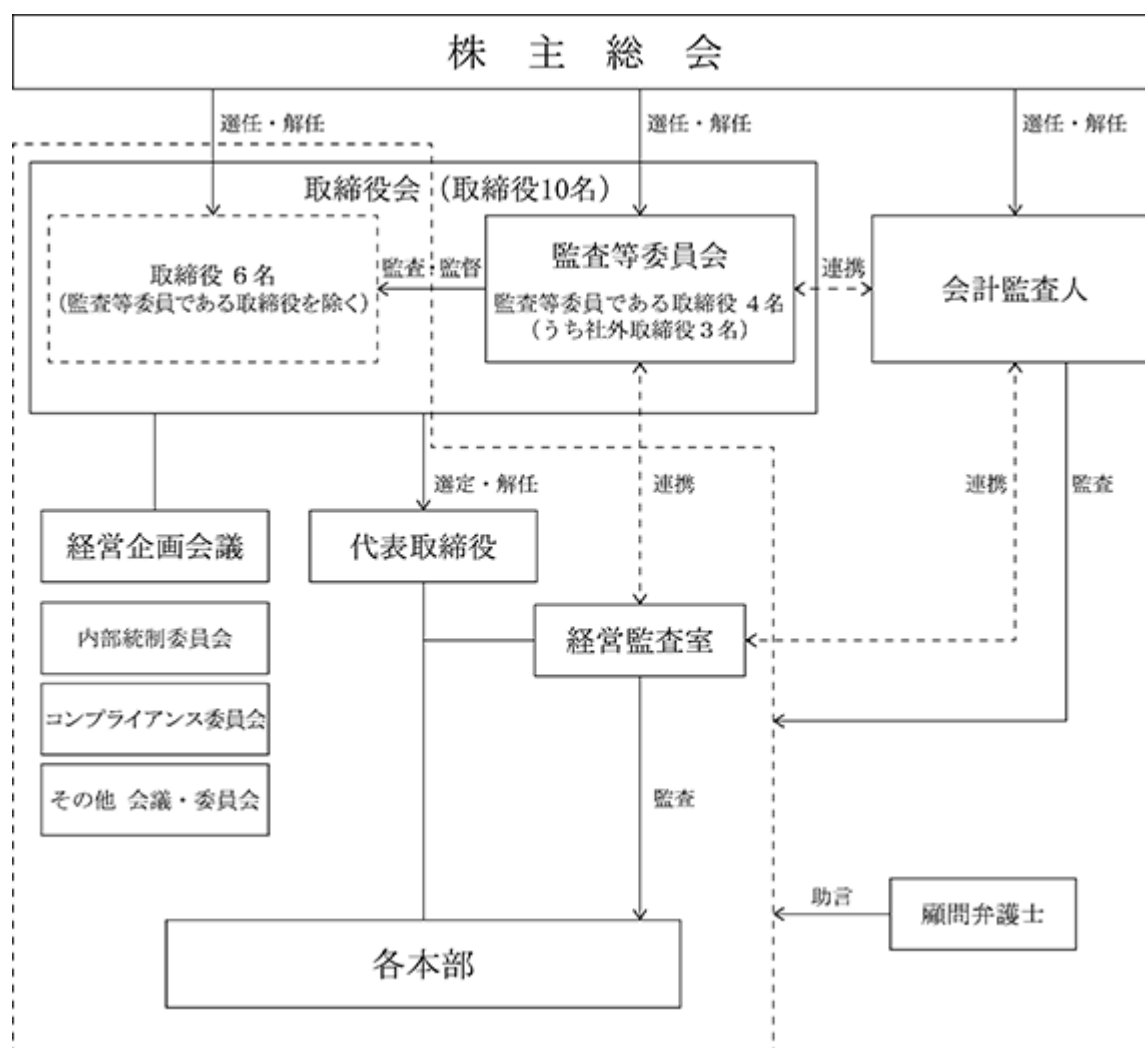 株主総会
選任・解任
選任・解任
選任・解任
取締役会（取締役10名）
取締役 6名
（監査等委員である取締役を除く）
監査・監督
監査等委員会
監査等委員である取締役 4名
（うち社外取締役3名）
連携
会計監査人
選定・解任
連携
連携
監査
経営企画会議
代表取締役
内部統制委員会
経営監査室
コンプライアンス委員会
その他 会議・委員会
監査
助言
顧問弁護士
各本部